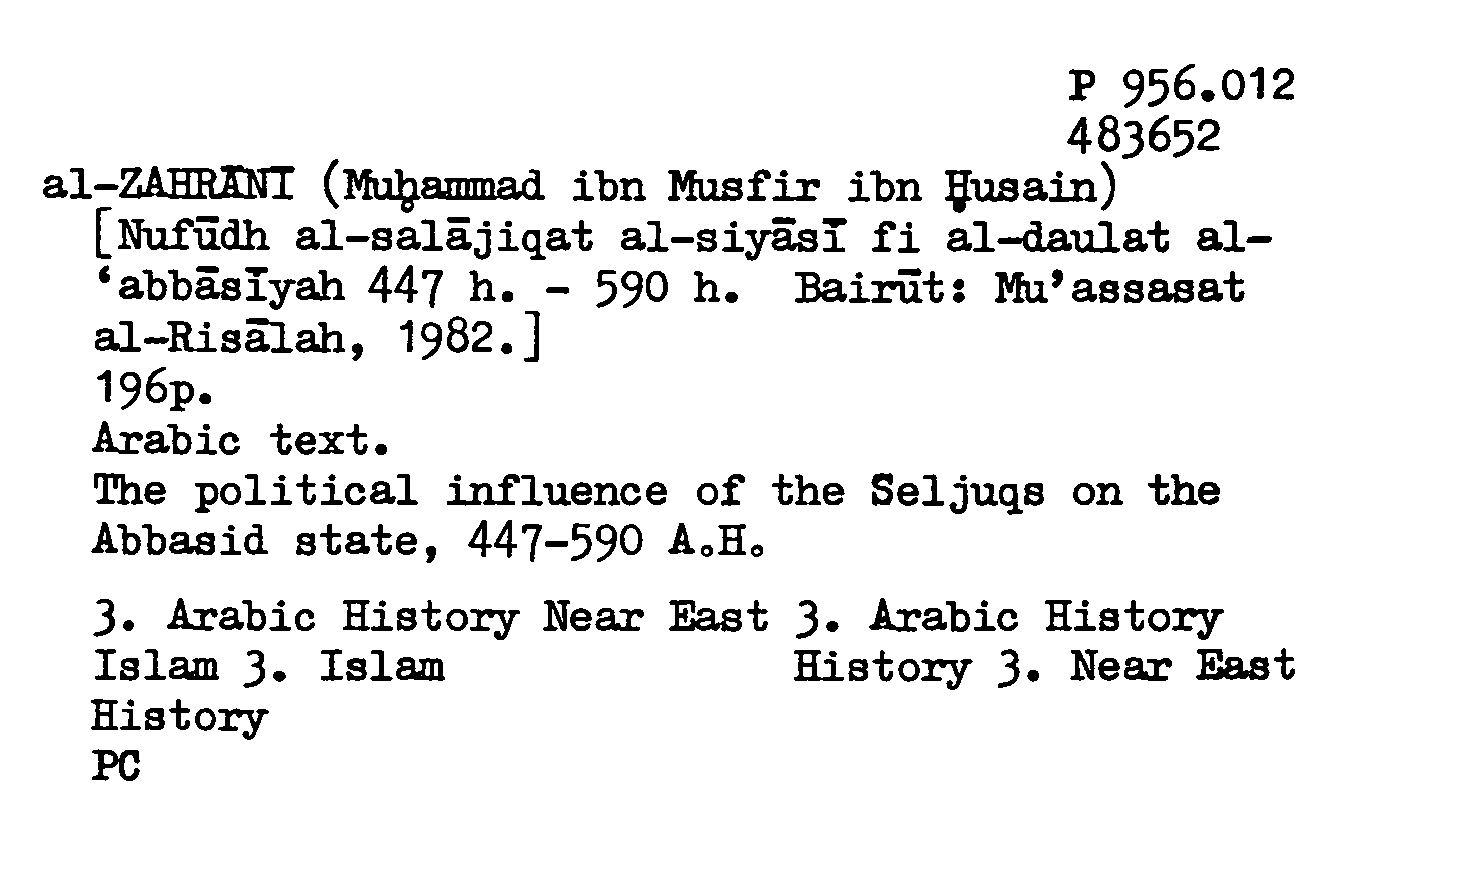 P 956.012
483652
al-ZAHRĀNĪ (Muḥammad ibn Musfir ibn Ḥusain)
[Nufūdh al-salājiqat al-siyāsī fi al-daulat al-
‘abbāsīyah 447 h. - 590 h. Bairūt: Mu’assasat
al-Risālah, 1982.]
196p.
Arabic text.
The political influence of the Seljuqs on the
Abbasid state, 447-590 A.H.
3. Arabic History Near East 3. Arabic History
Islam 3. Islam History 3. Near East
History
PC